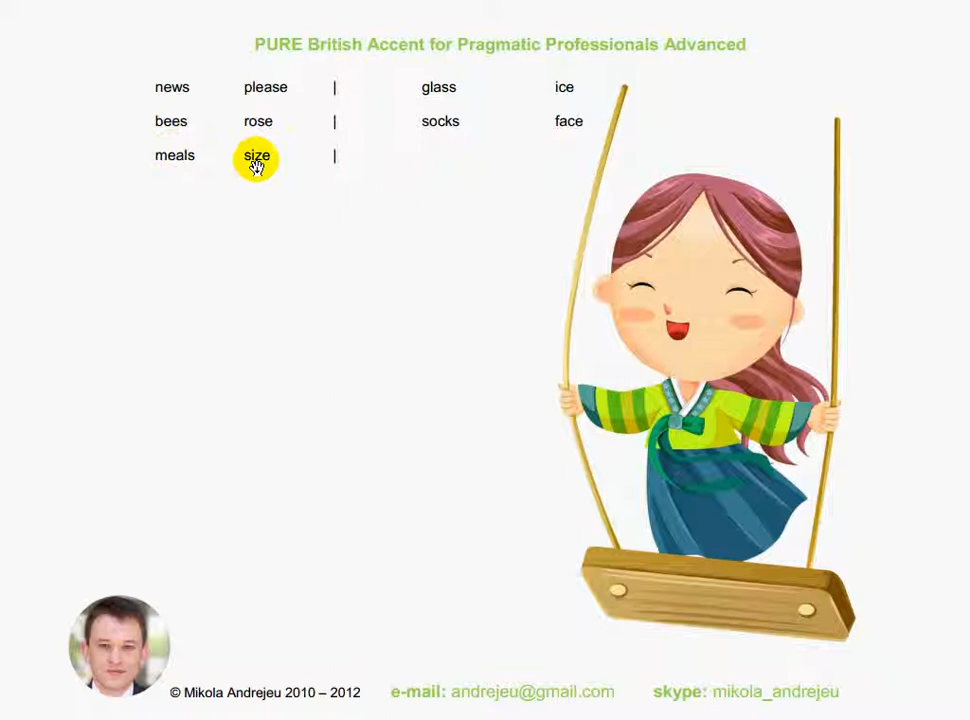 PURE British Accent for Pragmatic Professionals Advanced
news please | glass ice
bees rose | socks face
meals size |
© Mikola Andrejeu 2010 – 2012 e-mail: andrejeu@gmail.com skype: mikola_andrejeu